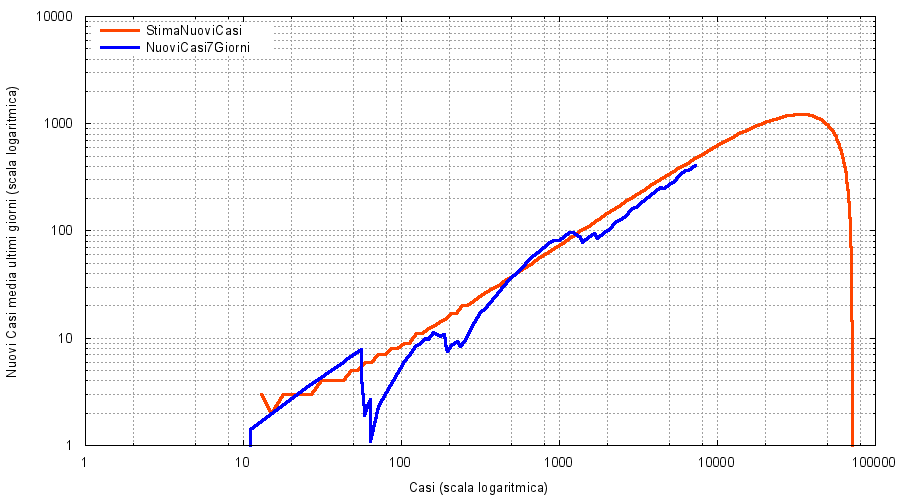 10000
StimaNuoviCasi
NuoviCasi7Giorni
1000
100
10
1
Nuovi Casi media ultimi giorni (scala logaritmica)
1 10 100 1000 10000 100000
Casi (scala logaritmica)